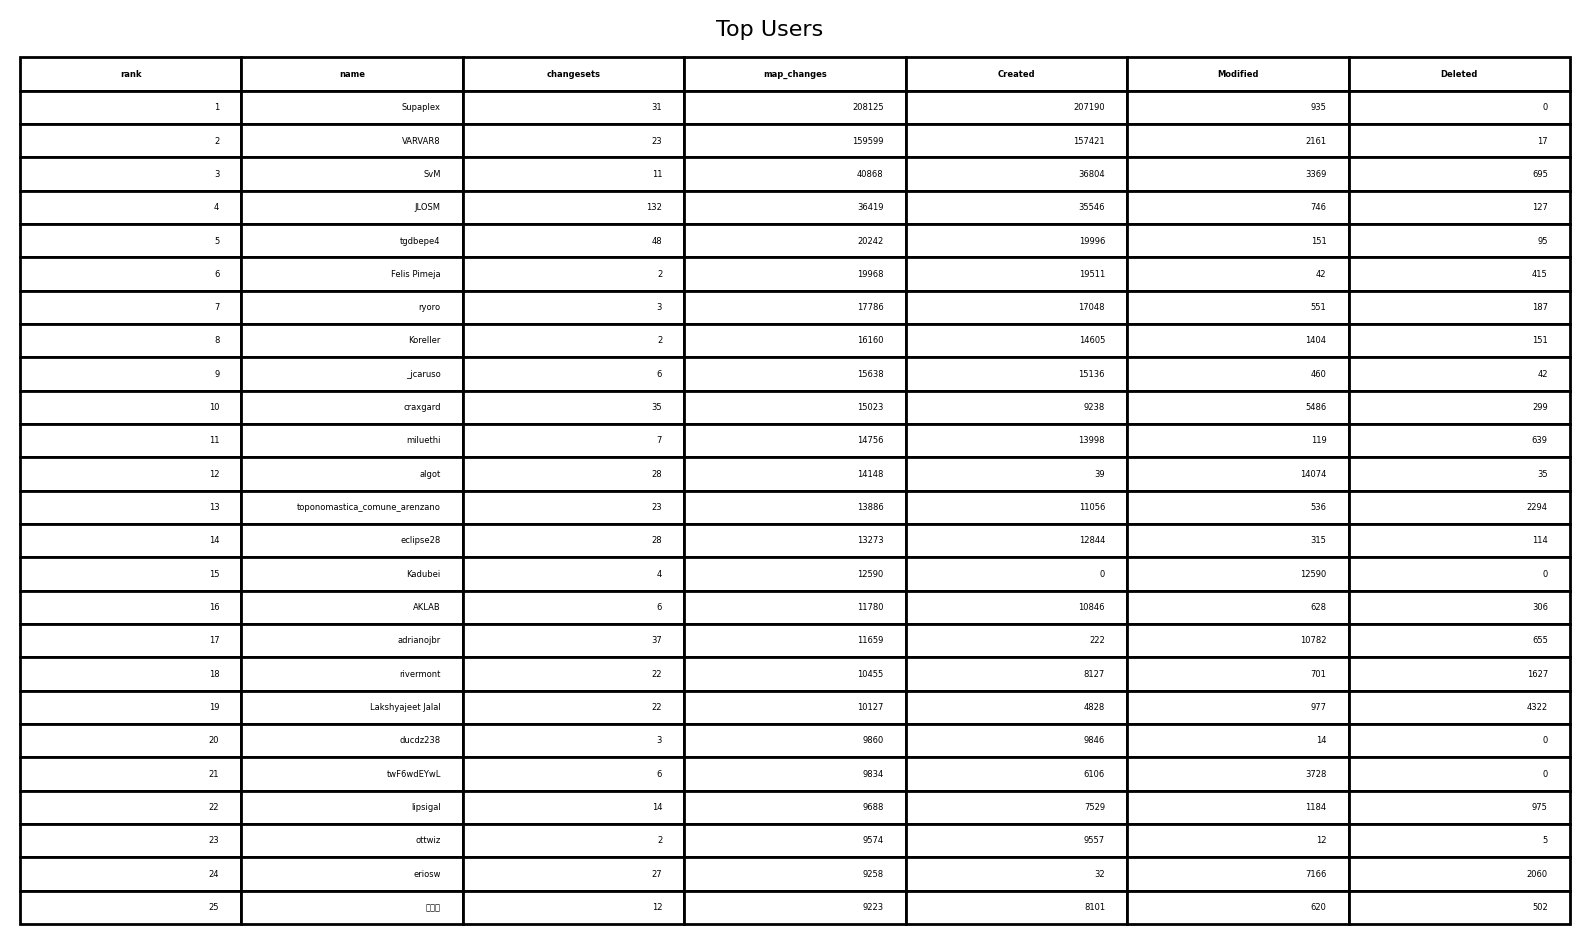 Top Users
rank name changesets map_changes Created Modified Deleted
1 Supaplex 31 208125 207190 935 0
2 VARVAR8 23 159599 157421 2161 17
3 SvM 11 40868 36804 3369 695
4 JLOSM 132 36419 35546 746 127
5 tgdbepe4 48 20242 19996 151 95
6 Felis Pimeja 2 19968 19511 42 415
7 ryoro 3 17786 17048 551 187
8 Koreller 2 16160 14605 1404 151
9 _jcaruso 6 15638 15136 460 42
10 craxgard 35 15023 9238 5486 299
11 miluethi 7 14756 13998 119 639
12 algot 28 14148 39 14074 35
13 toponomastica_comune_arenzano 23 13886 11056 536 2294
14 eclipse28 28 13273 12844 315 114
15 Kadubei 4 12590 0 12590 0
16 AKLAB 6 11780 10846 628 306
17 adrianojbr 37 11659 222 10782 655
18 rivermont 22 10455 8127 701 1627
19 Lakshyajeet Jalal 22 10127 4828 977 4322
20 ducdz238 3 9860 9846 14 0
21 twF6wdEYwL 6 9834 6106 3728 0
22 lipsigal 14 9688 7529 1184 975
23 ottwiz 2 9574 9557 12 5
24 eriosw 27 9258 32 7166 2060
25 12 9223 8101 620 502